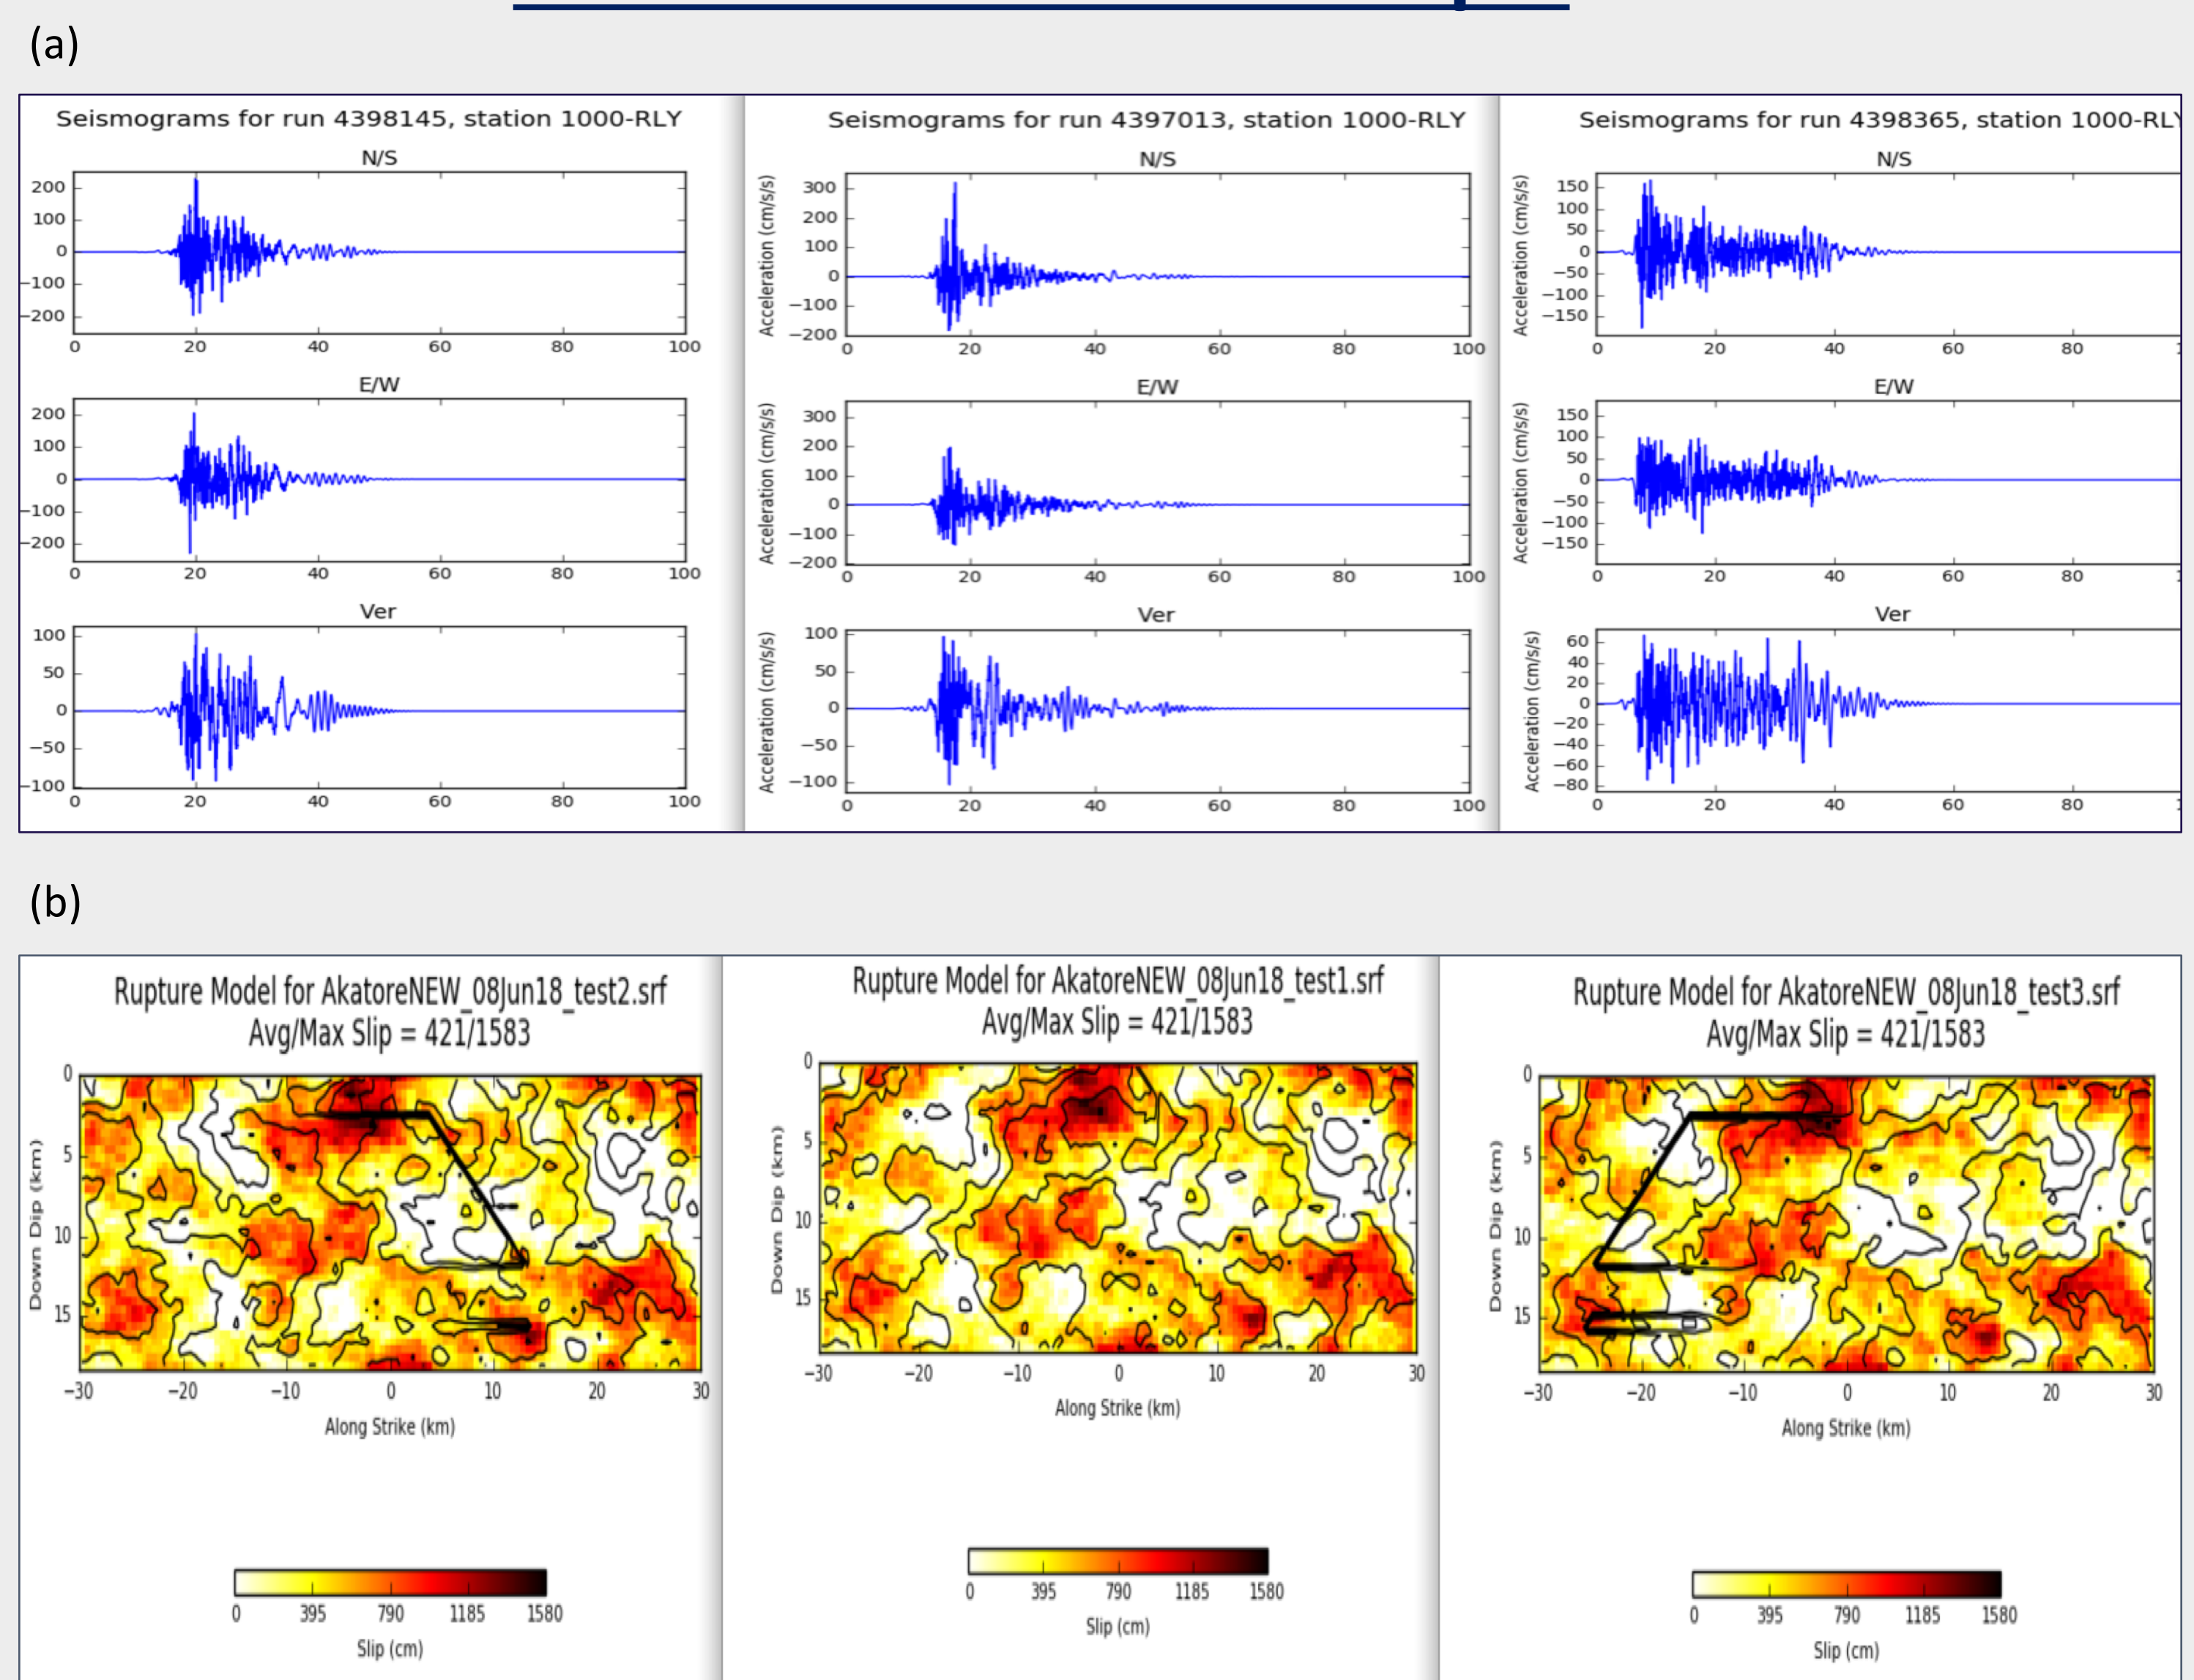 (a)
Seismograms for run 4398145, station 1000-RLY
N/S
200
100
0
−100
−200
0 20 40 60 80 100
E/W
200
100
0
−100
−200
0 20 40 60 80 100
Ver
100
50
0
−50
−100
0 20 40 60 80 100
Seismograms for run 4397013, station 1000-RLY
N/S
Acceleration (cm/s/s)
300
200
100
0
−100
−200
0 20 40 60 80 100
E/W
Acceleration (cm/s/s)
300
200
100
0
−100
−200
0 20 40 60 80 100
Ver
Acceleration (cm/s/s)
100
50
0
−50
−100
0 20 40 60 80 100
Seismograms for run 4398365, station 1000-RLY
N/S
Acceleration (cm/s/s)
150
100
50
0
−50
−100
−150
0 20 40 60 80
E/W
Acceleration (cm/s/s)
150
100
50
0
−50
−100
−150
0 20 40 60 80
Ver
Acceleration (cm/s/s)
60
40
20
0
−20
−40
−60
−80
0 20 40 60 80
(b)
Rupture Model for AkatoreNEW_08Jun18_test2.srf
Avg/Max Slip = 421/1583
Down Dip (km)
0
5
10
15
−30 −20 −10 0 10 20 30
Along Strike (km)
0 395 790 1185 1580
Slip (cm)
Rupture Model for AkatoreNEW_08Jun18_test1.srf
Avg/Max Slip = 421/1583
Down Dip (km)
0
5
10
15
−30 −20 −10 0 10 20 30
Along Strike (km)
0 395 790 1185 1580
Slip (cm)
Rupture Model for AkatoreNEW_08Jun18_test3.srf
Avg/Max Slip = 421/1583
Down Dip (km)
0
5
10
15
−30 −20 −10 0 10 20 30
Along Strike (km)
0 395 790 1185 1580
Slip (cm)